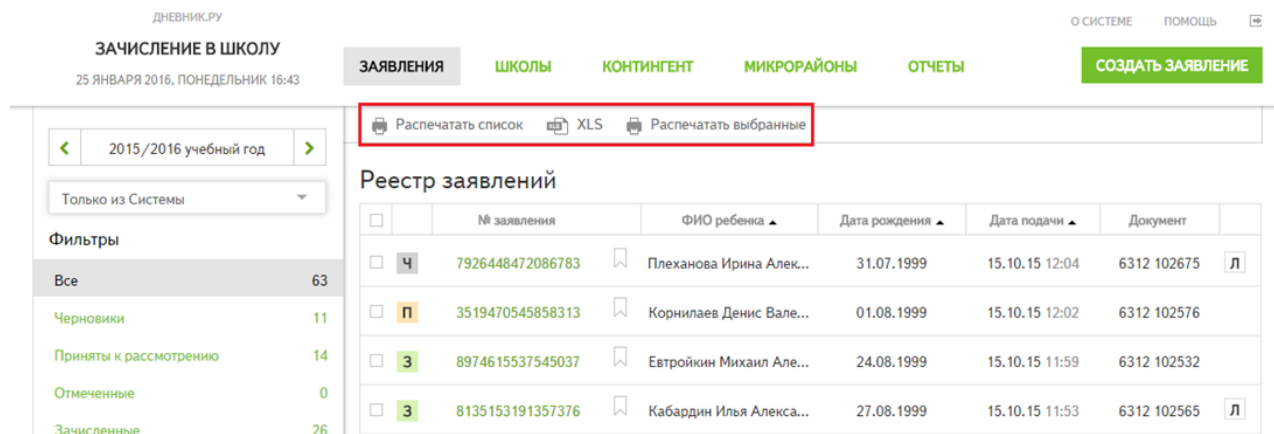 ДНЕВНИК.РУ
О СИСТЕМЕ ПОМОЩЬ
ЗАЧИСЛЕНИЕ В ШКОЛУ
25 ЯНВАРЯ 2016, ПОНЕДЕЛЬНИК 16:43
ЗАЯВЛЕНИЯ ШКОЛЫ КОНТИНГЕНТ МИКРОРАЙОНЫ ОТЧЕТЫ
СОЗДАТЬ ЗАЯВЛЕНИЕ
Распечатать список XLS Распечатать выбранные
2015/2016 учебный год
Только из Системы
Фильтры
Все 63
Черновики 11
Приняты к рассмотрению 14
Отмеченные 0
Зачисленные 26
Реестр заявлений
№ заявления ФИО ребенка Дата рождения Дата подачи Документ
Ч 7926448472086783 Плеханова Ирина Алек... 31.07.1999 15.10.15 12:04 6312 102675 Л
П 3519470545858313 Корнилаев Денис Вале... 01.08.1999 15.10.15 12:02 6312 102576
З 8974615537545037 Евтройкин Михаил Але... 24.08.1999 15.10.15 11:59 6312 102532
З 8135153191357376 Кабардин Илья Алекса... 27.08.1999 15.10.15 11:53 6312 102565 Л